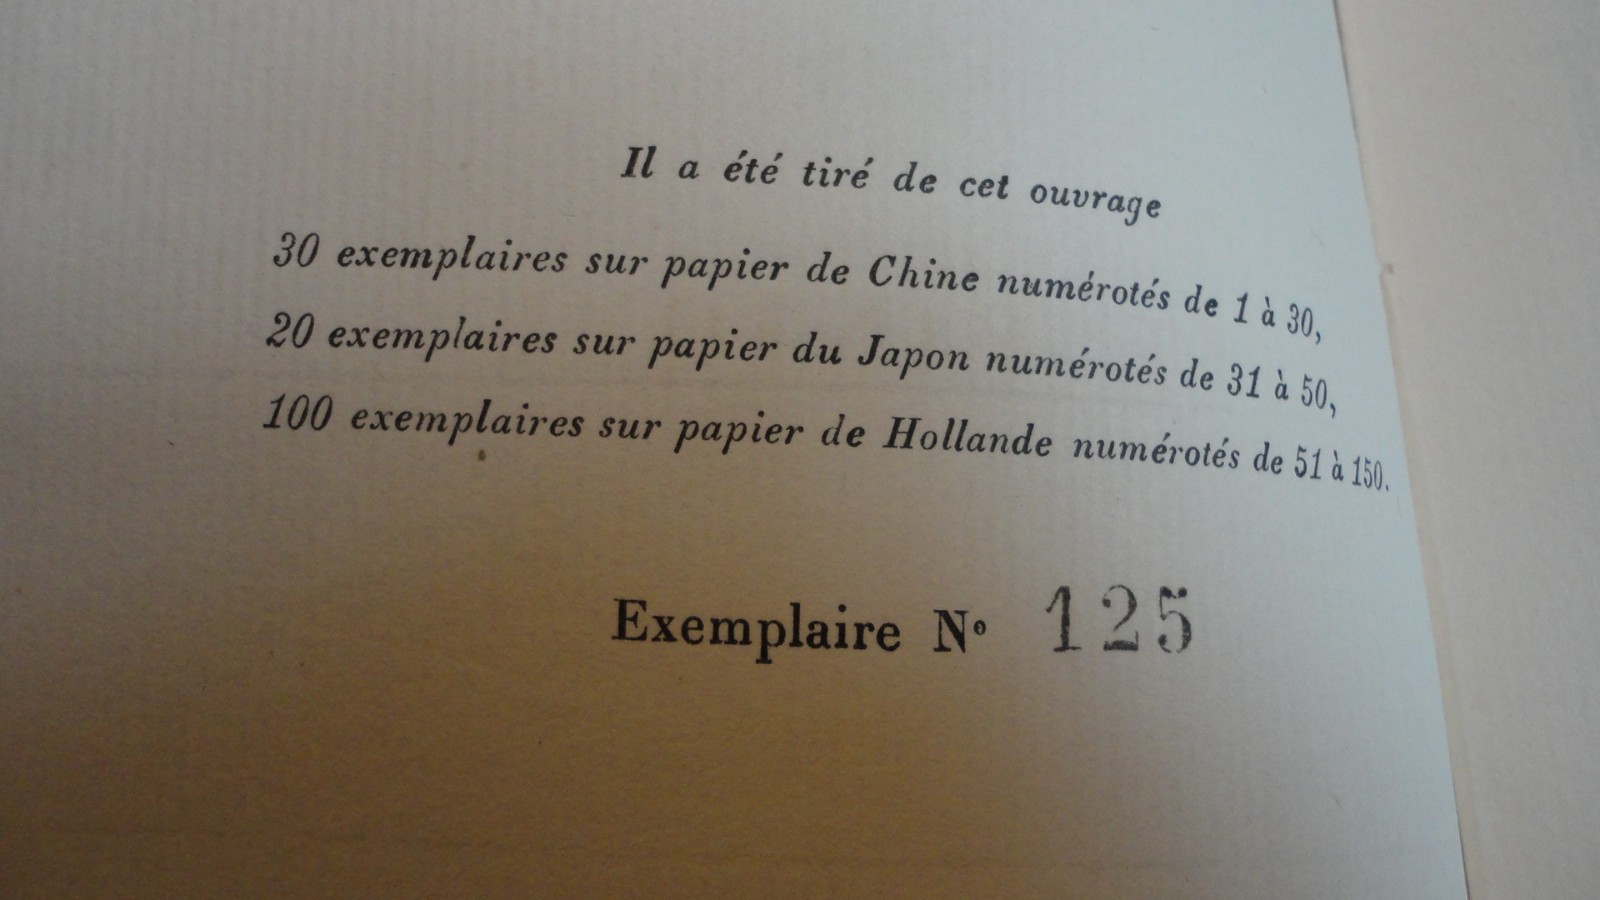 Il a été tiré de cet ouvrage
30 exemplaires sur papier de Chine numérotés de 1 à 30,
20 exemplaires sur papier du Japon numérotés de 31 à 50,
100 exemplaires sur papier de Hollande numérotés de 51 à 150.
Exemplaire Nº 125